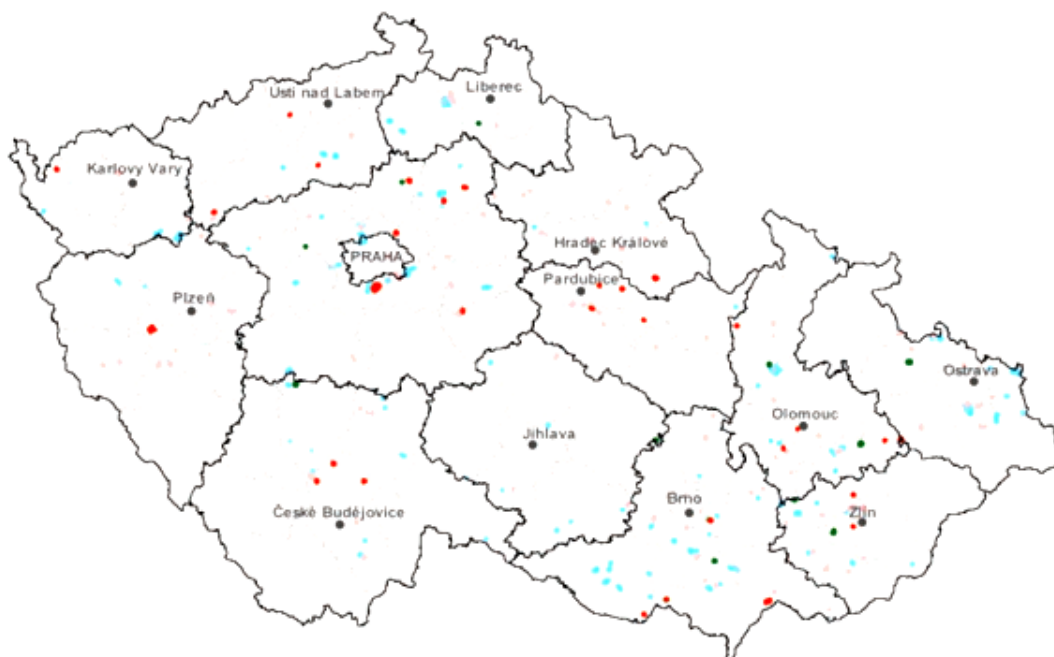 Ústí nad Labem
Liberec
Karlovy Vary
Hradec Králové
PRAHA
Pardubice
Plzeň
Ostrava
Olomouc
Jihlava
Brno
České Budějovice
Zlín